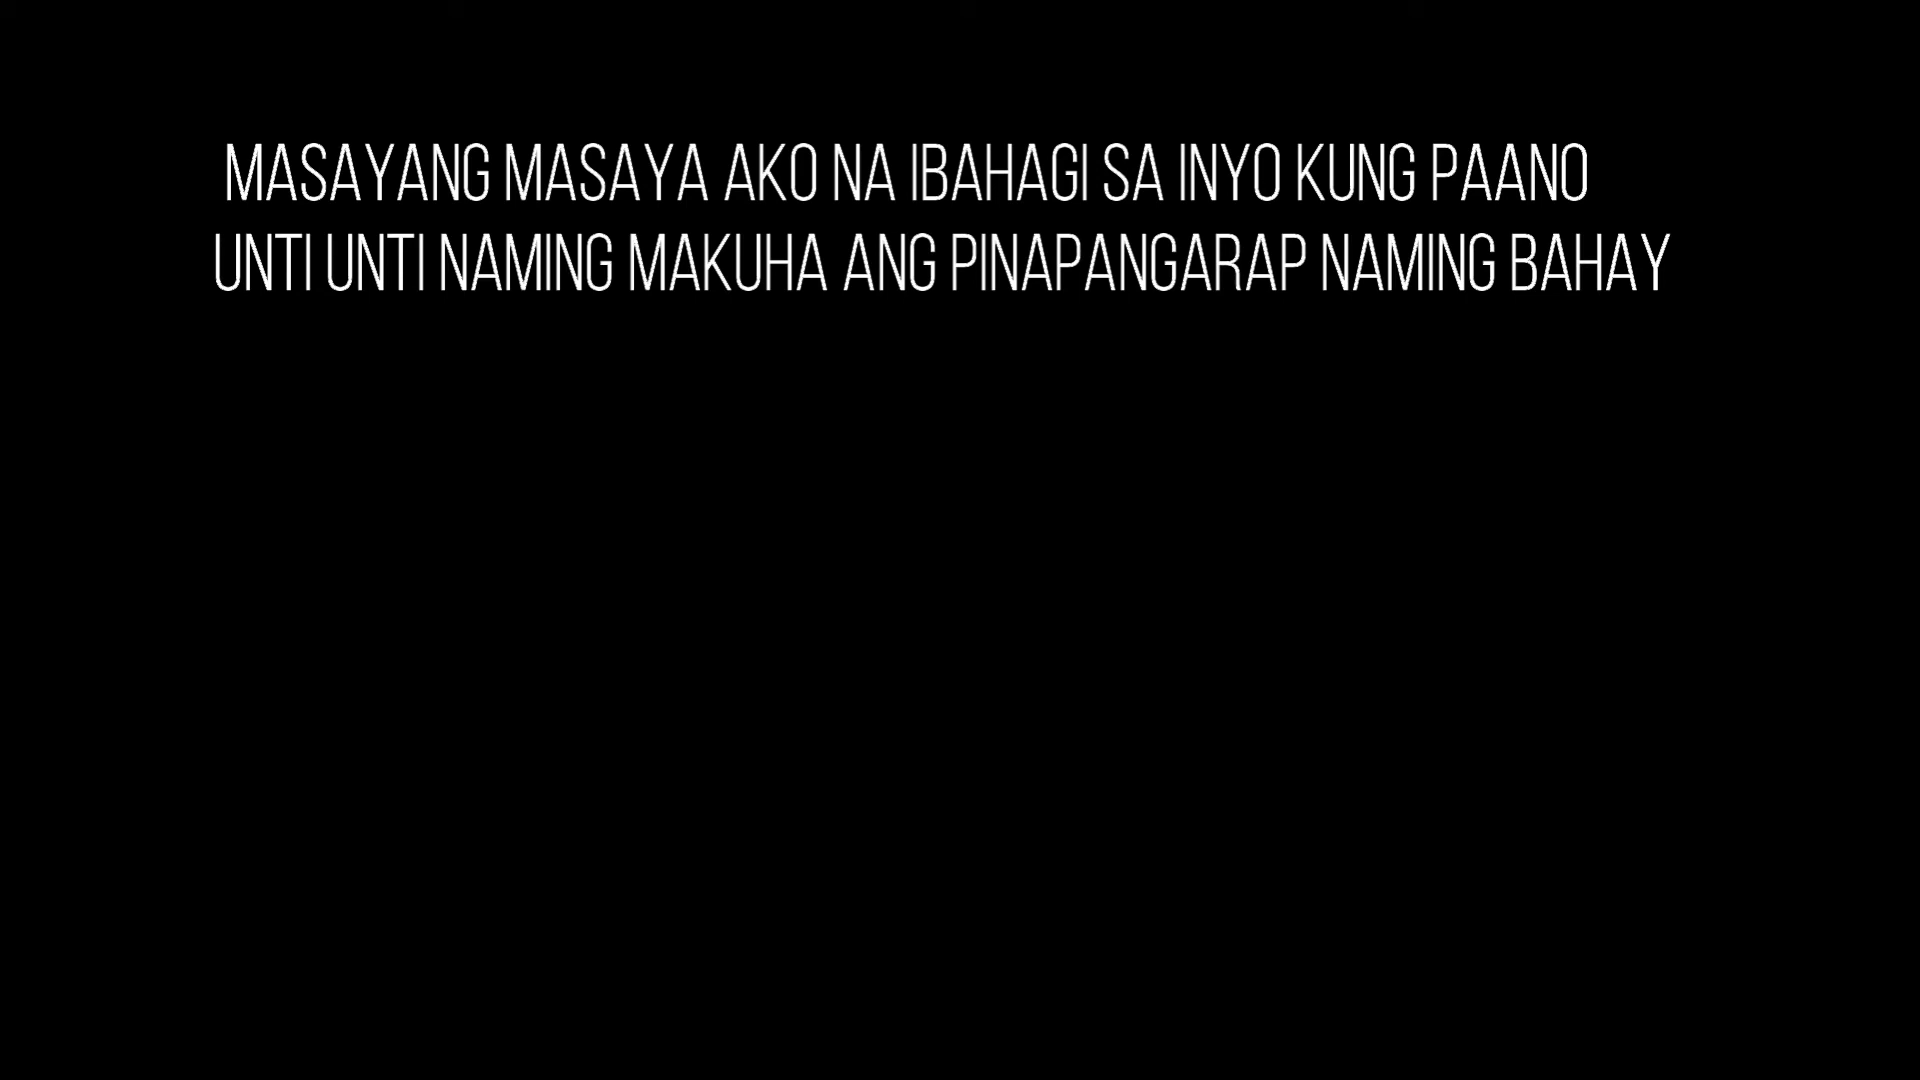 MASAYANG MASAYA AKO NA IBAHAGI SA INYO KUNG PAANO
UNTI UNTI NAMING MAKUHA ANG PINAPANGARAP NAMING BAHAY